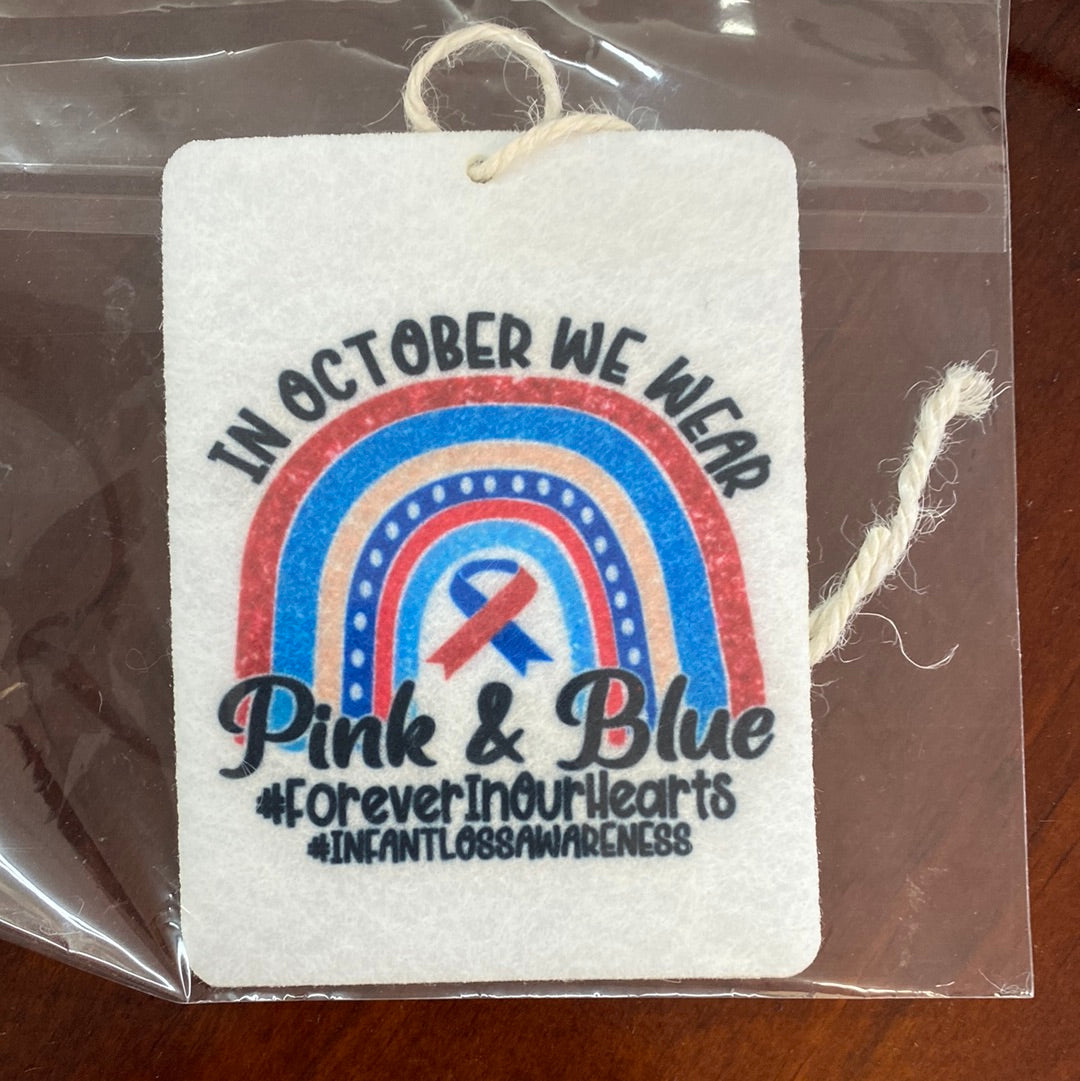 IN OCTOBER WE WEAR
Pink & Blue
#ForeverInOurHearts
#INFANTLOSSAWARENESS